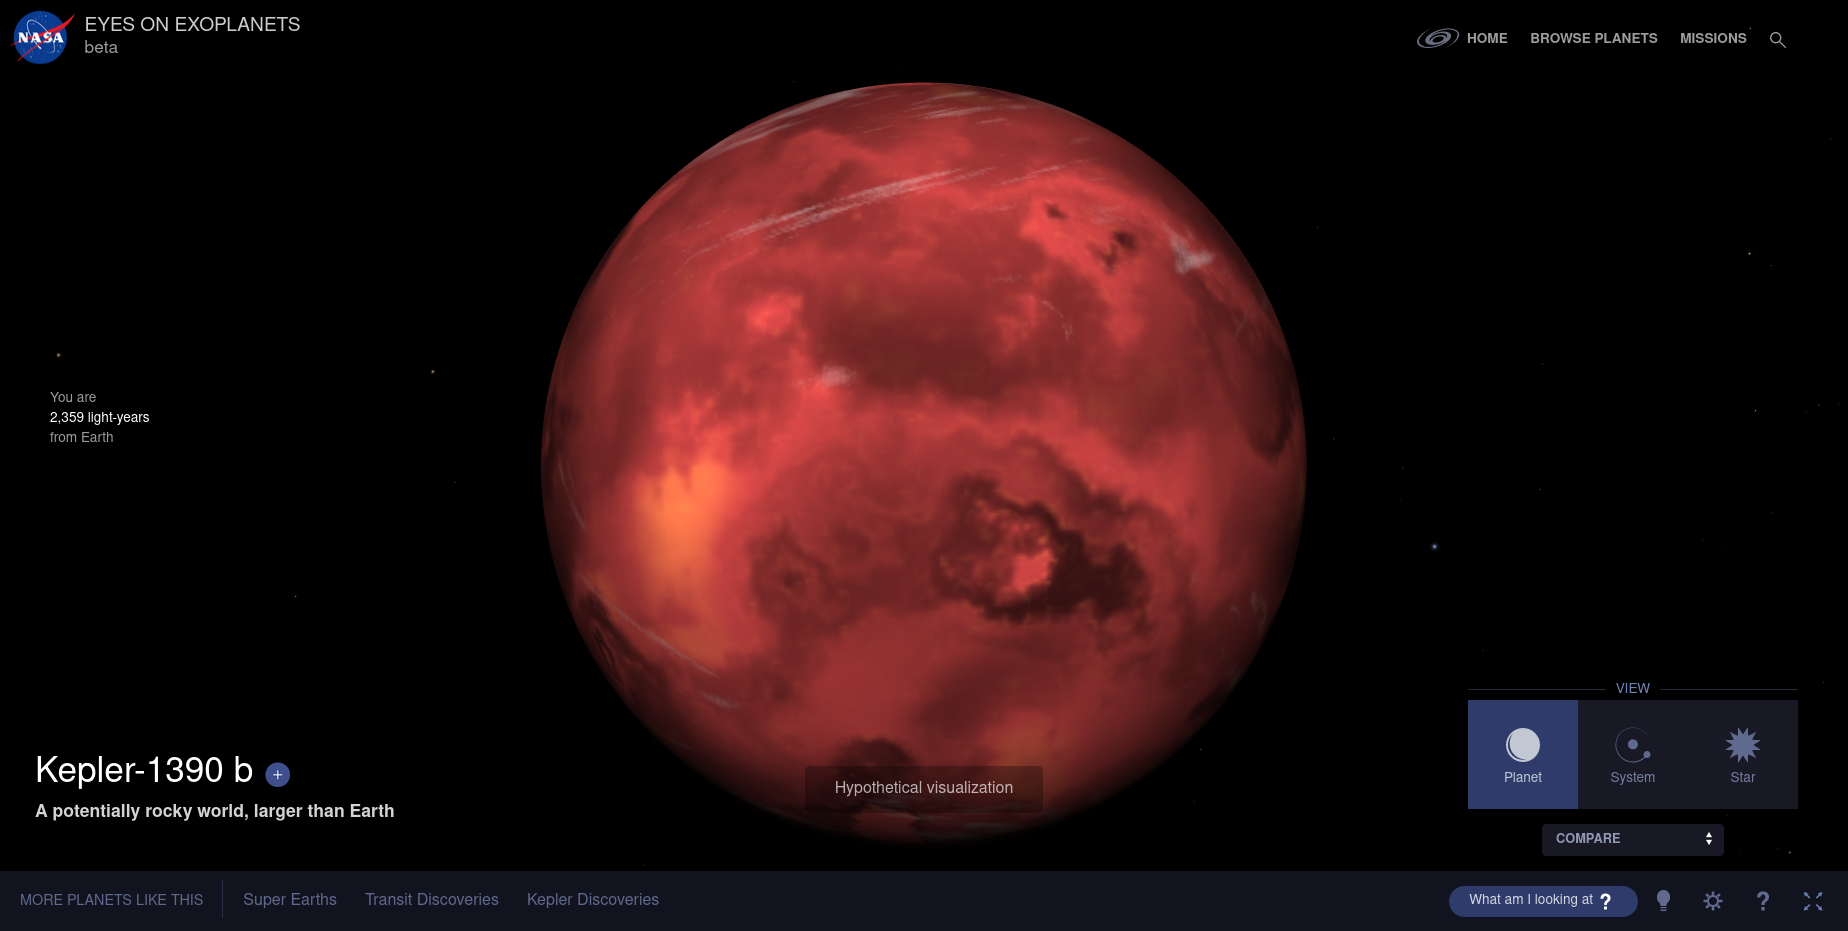 NASA
EYES ON EXOPLANETS
beta
HOME
BROWSE PLANETS
MISSIONS
You are
2,359 light-years
from Earth
Kepler-1390 b +
A potentially rocky world, larger than Earth
Hypothetical visualization
VIEW
Planet
System
Star
COMPARE
MORE PLANETS LIKE THIS
Super Earths
Transit Discoveries
Kepler Discoveries
What am I looking at ?
?